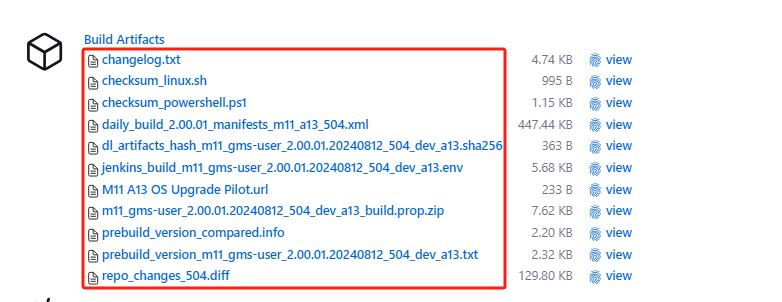 Build Artifacts
changelog.txt 4.74 KB view
checksum_linux.sh 995 B view
checksum_powershell.ps1 1.15 KB view
daily_build_2.00.01_manifests_m11_a13_504.xml 447.44 KB view
dl_artifacts_hash_m11_gms-user_2.00.01.20240812_504_dev_a13.sha256 363 B view
jenkins_build_m11_gms-user_2.00.01.20240812_504_dev_a13.env 5.68 KB view
M11 A13 OS Upgrade Pilot.url 233 B view
m11_gms-user_2.00.01.20240812_504_dev_a13_build.prop.zip 7.62 KB view
prebuild_version_compared.info 2.20 KB view
prebuild_version_m11_gms-user_2.00.01.20240812_504_dev_a13.txt 2.32 KB view
repo_changes_504.diff 129.80 KB view